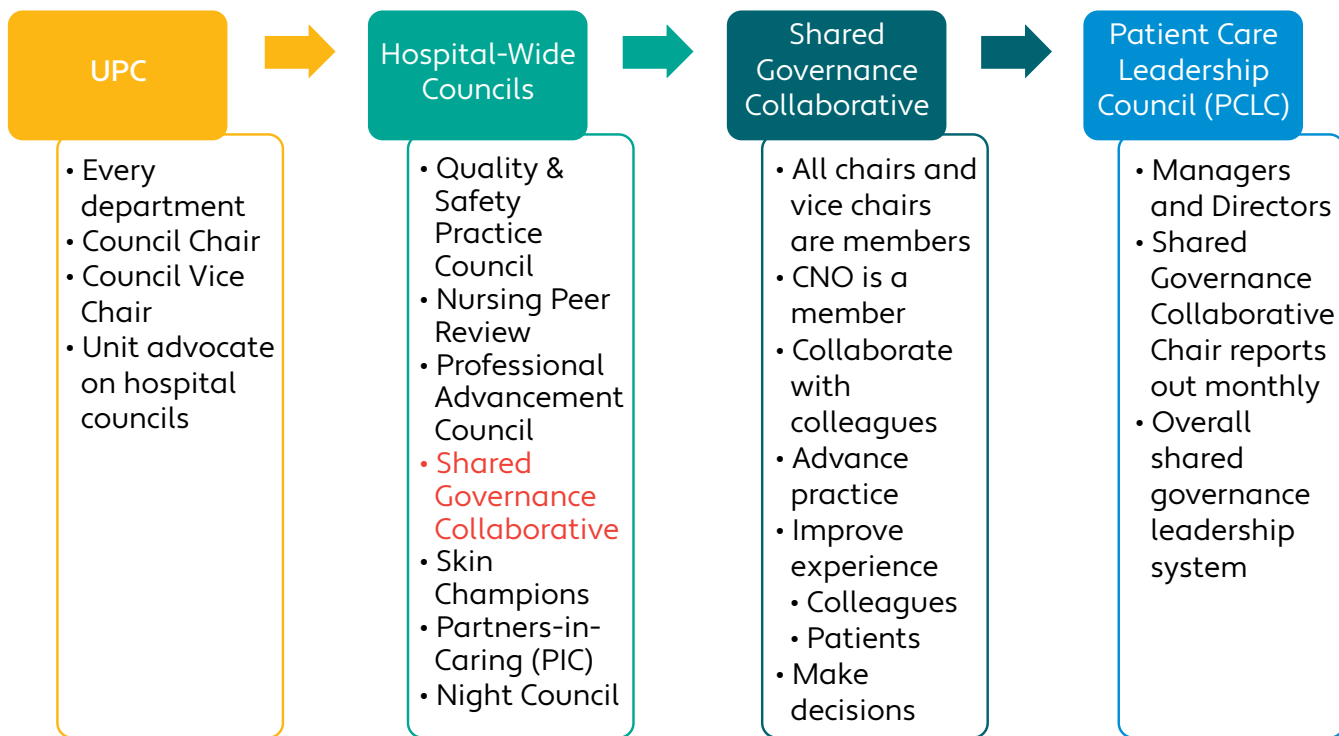 UPC
• Every
department
• Council Chair
• Council Vice
Chair
• Unit advocate
on hospital
councils
Hospital-Wide
Councils
• Quality &
Safety
Practice
Council
• Nursing Peer
Review
• Professional
Advancement
Council
• Shared
Governance
Collaborative
• Skin
Champions
• Partners-in-
Caring (PIC)
• Night Council
Shared
Governance
Collaborative
• All chairs and
vice chairs
are members
• CNO is a
member
• Collaborate
with
colleagues
• Advance
practice
• Improve
experience
• Colleagues
• Patients
• Make
decisions
Patient Care
Leadership
Council (PCLC)
• Managers
and Directors
• Shared
Governance
Collaborative
Chair reports
out monthly
• Overall
shared
governance
leadership
system